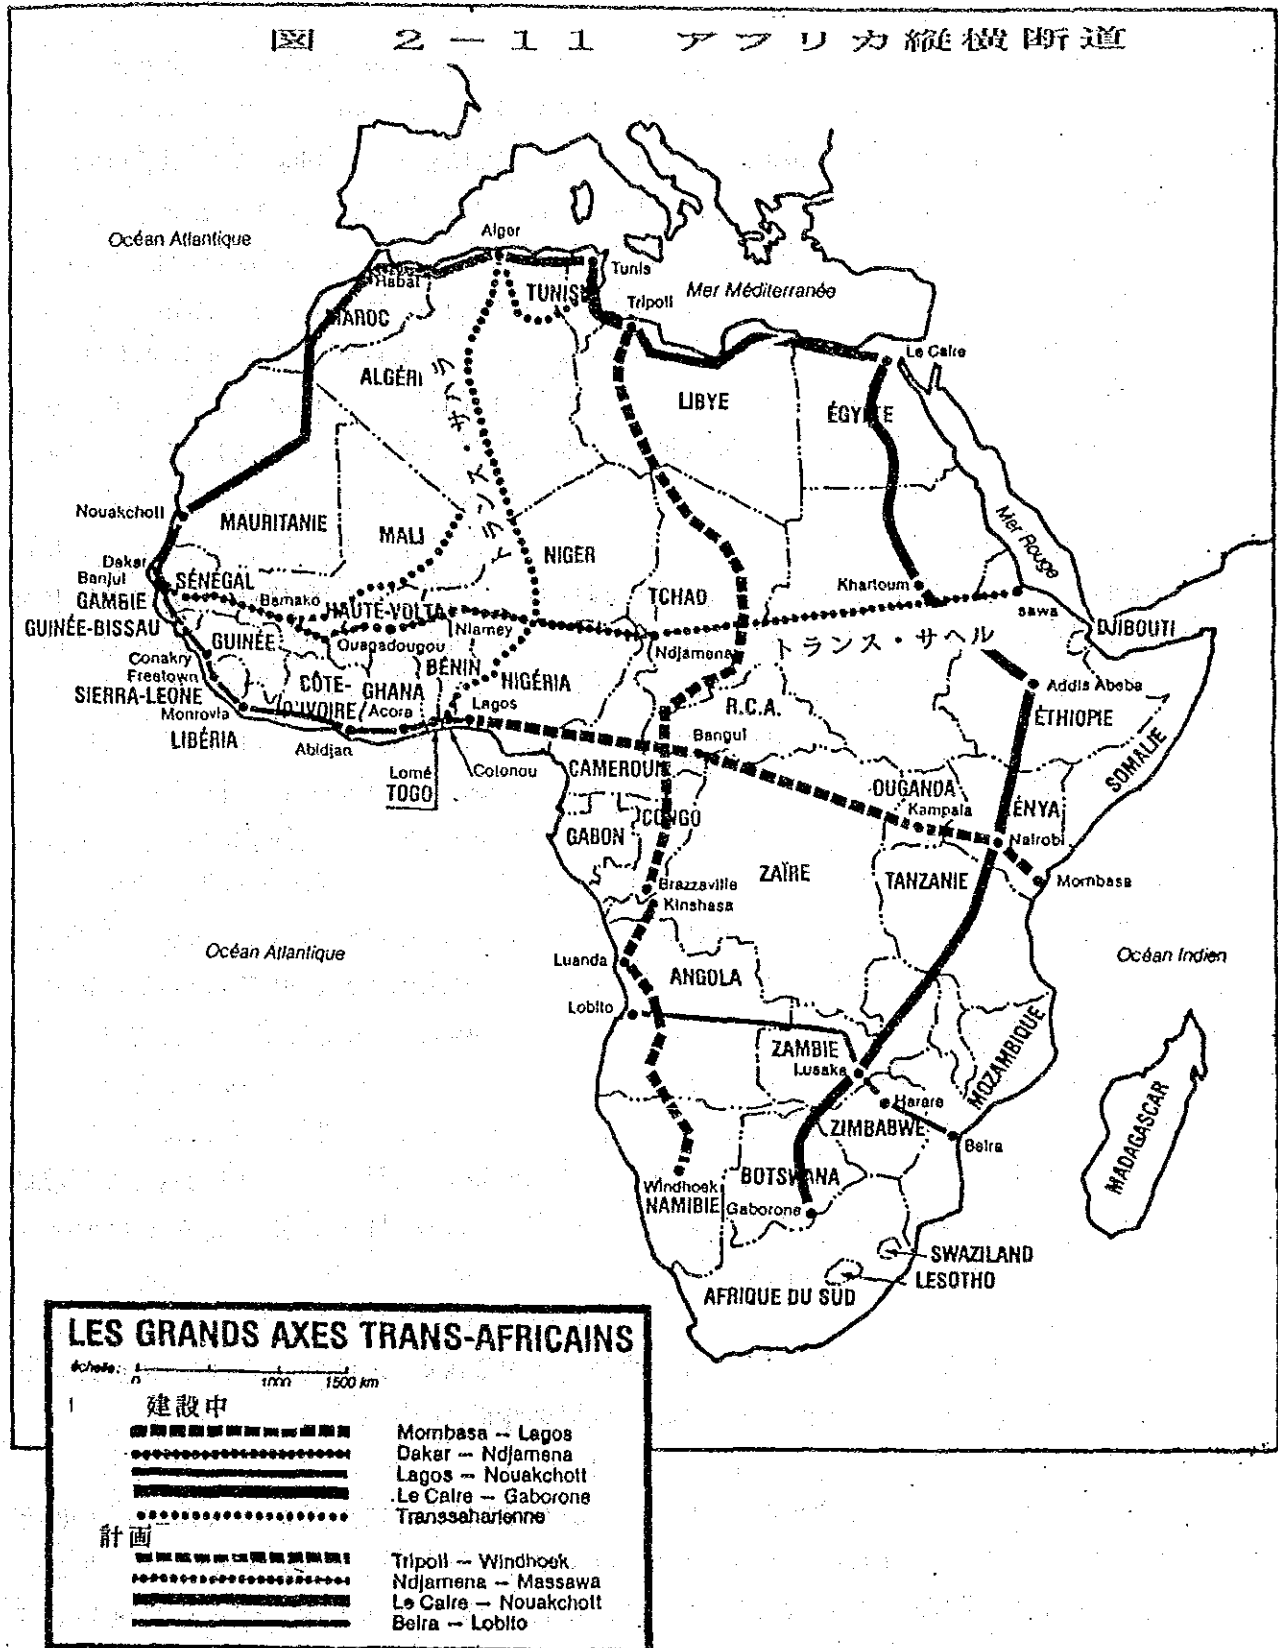 図 2-11 アフリカ縦横断道
Océan Atlantique
Alger
Tunis
Rabat
TUNIS
Tripoli
Mer Méditerranée
MAROC
Le Caire
ALGÉRI
LIBYE
ÉGYPTE
トランス・サハラ
Nouakchott
MAURITANIE
MALI
NIGER
Mer Rouge
Dakar
Banjul
SÉNÉGAL
Khartoum
TCHAD
GAMBIE
Bamako
HAUTE-VOLTA
sawa
GUINÉE-BISSAU
GUINÉE
Niamey
DJIBOUTI
Ouagadougou
Ndjamena
トランス・サヘル
Conakry
BÉNIN
Freetown
CÔTE-
D'IVOIRE
GHANA
NIGÉRIA
Addis Abeba
SIERRA-LEONE
Accra
Lagos
R.C.A.
ÉTHIOPIE
Monrovia
LIBÉRIA
Abidjan
Bangui
SOMALIE
Lomé
TOGO
Cotonou
CAMEROUN
OUGANDA
Kampala
ÉNYA
CONGO
GABON
Nairobi
ZAÏRE
TANZANIE
Brazzaville
Kinshasa
Mombasa
Océan Atlantique
Luanda
ANGOLA
Océan Indien
Lobito
ZAMBIE
Lusaka
MOZAMBIQUE
Harare
ZIMBABWE
Beira
MADAGASCAR
Windhoek
NAMIBIE
BOTSWANA
Gaborone
SWAZILAND
LESOTHO
AFRIQUE DU SUD
LES GRANDS AXES TRANS-AFRICAINS
échelle:
0 1000 1500 km
建設中
Mombasa – Lagos
Dakar – Ndjamena
Lagos – Nouakchott
Le Caire – Gaborone
Transsaharienne
計画
Tripoli – Windhoek
Ndjamena – Massawa
Le Caire – Nouakchott
Beira – Lobito